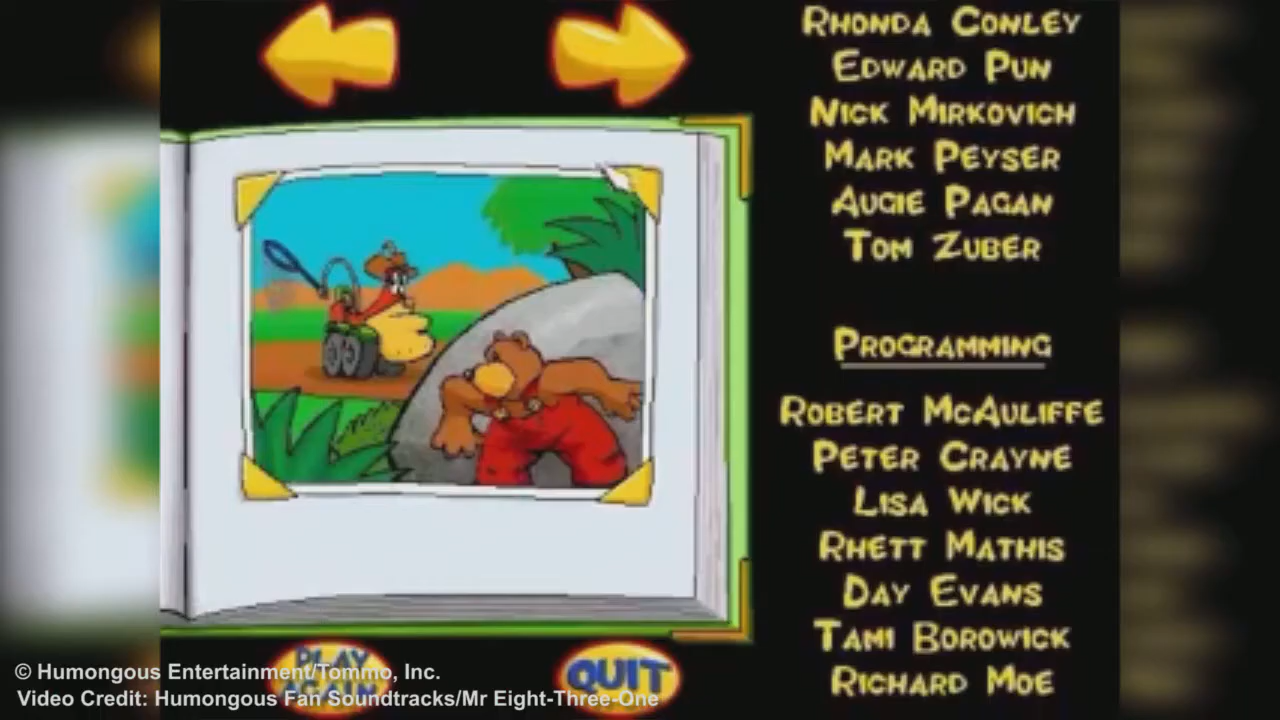 Rhonda Conley
Edward Pun
Nick Mirkovich
Mark Peyser
Augie Pagan
Tom Zuber
Programming
Robert McAuliffe
Peter Crayne
Lisa Wick
Rhett Mathis
Day Evans
Tami Borowick
Richard Moe
PLAY
AGAIN
QUIT
© Humongous Entertainment/Tommo, Inc.
Video Credit: Humongous Fan Soundtracks/Mr Eight-Three-One